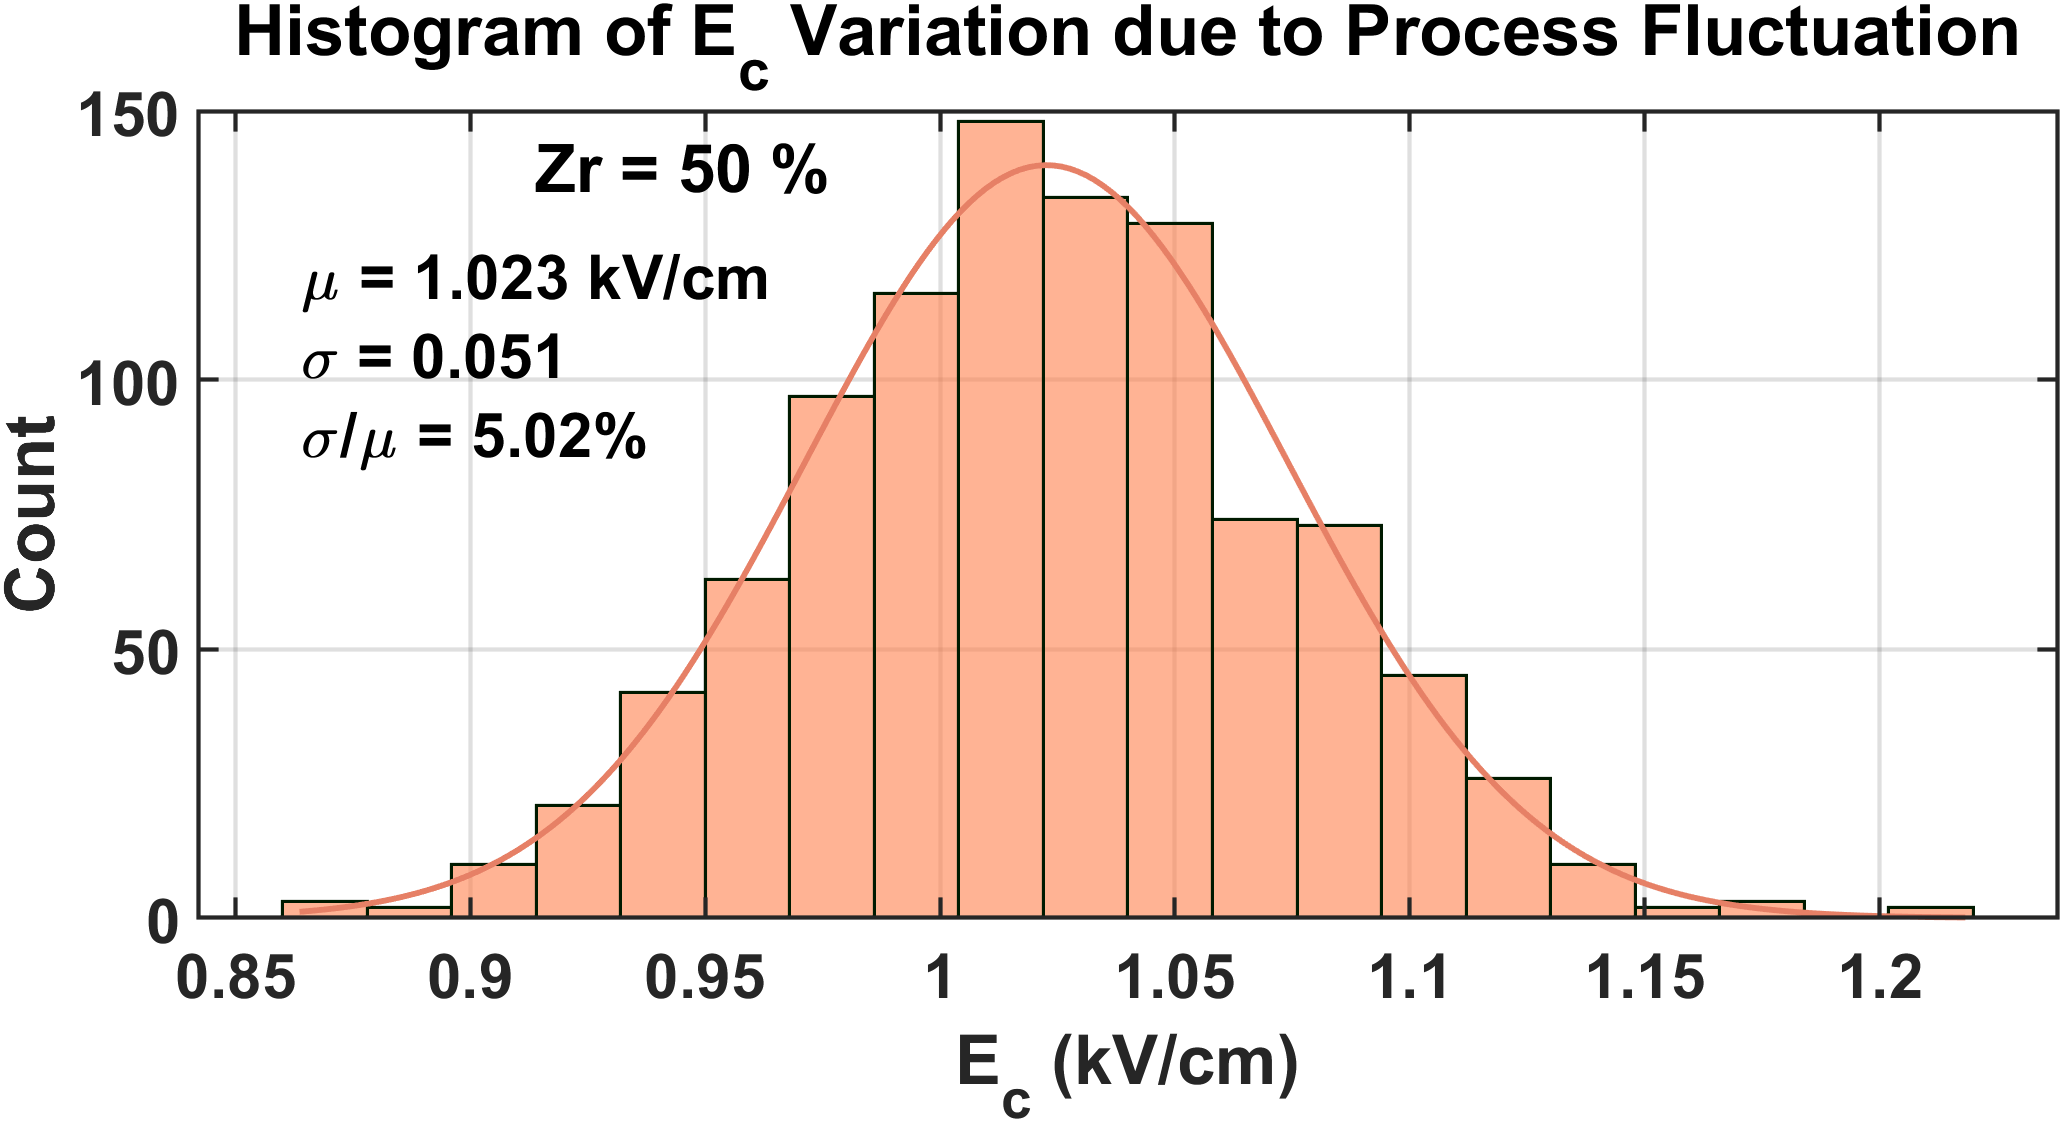 Histogram of E_c Variation due to Process Fluctuation
150
100
50
0
Count
Zr = 50 %
μ = 1.023 kV/cm
σ = 0.051
σ/μ = 5.02%
0.85 0.9 0.95 1 1.05 1.1 1.15 1.2
E_c (kV/cm)